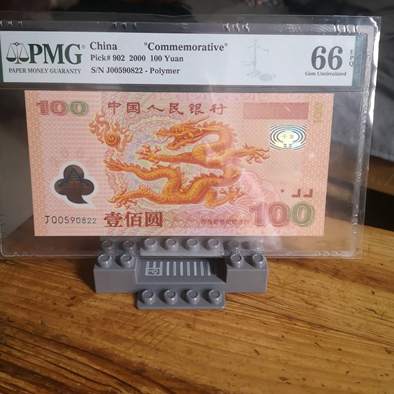 PMG
PAPER MONEY GUARANTY
China "Commemorative"
Pick# 902 2000 100 Yuan
S/N J00590822 - Polymer
66 EPQ
Gem Uncirculated
100 中国人民银行
J00590822
壹佰圆
100